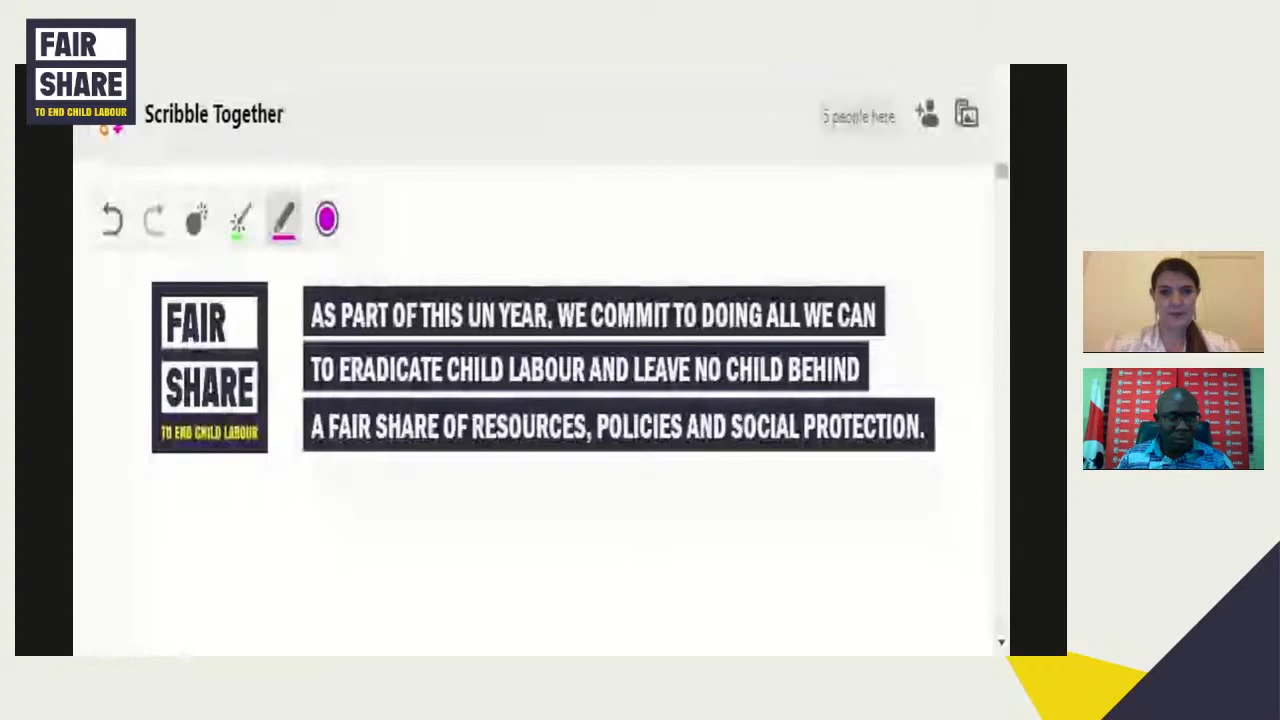 FAIR
SHARE
TO END CHILD LABOUR
Scribble Together
5 people here
FAIR
SHARE
TO END CHILD LABOUR
AS PART OF THIS UN YEAR, WE COMMIT TO DOING ALL WE CAN
TO ERADICATE CHILD LABOUR AND LEAVE NO CHILD BEHIND
A FAIR SHARE OF RESOURCES, POLICIES AND SOCIAL PROTECTION.